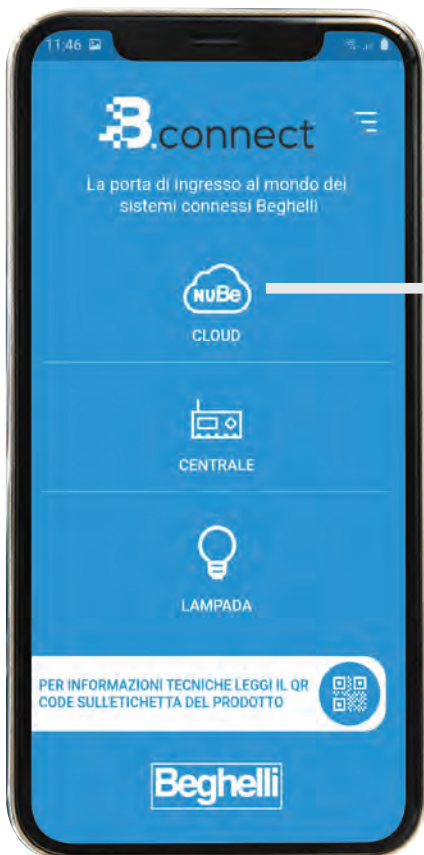 11:46
B.connect
La porta di ingresso al mondo dei
sistemi connessi Beghelli
NUBe
CLOUD
CENTRALE
LAMPADA
PER INFORMAZIONI TECNICHE LEGGI IL QR
CODE SULL'ETICHETTA DEL PRODOTTO
Beghelli